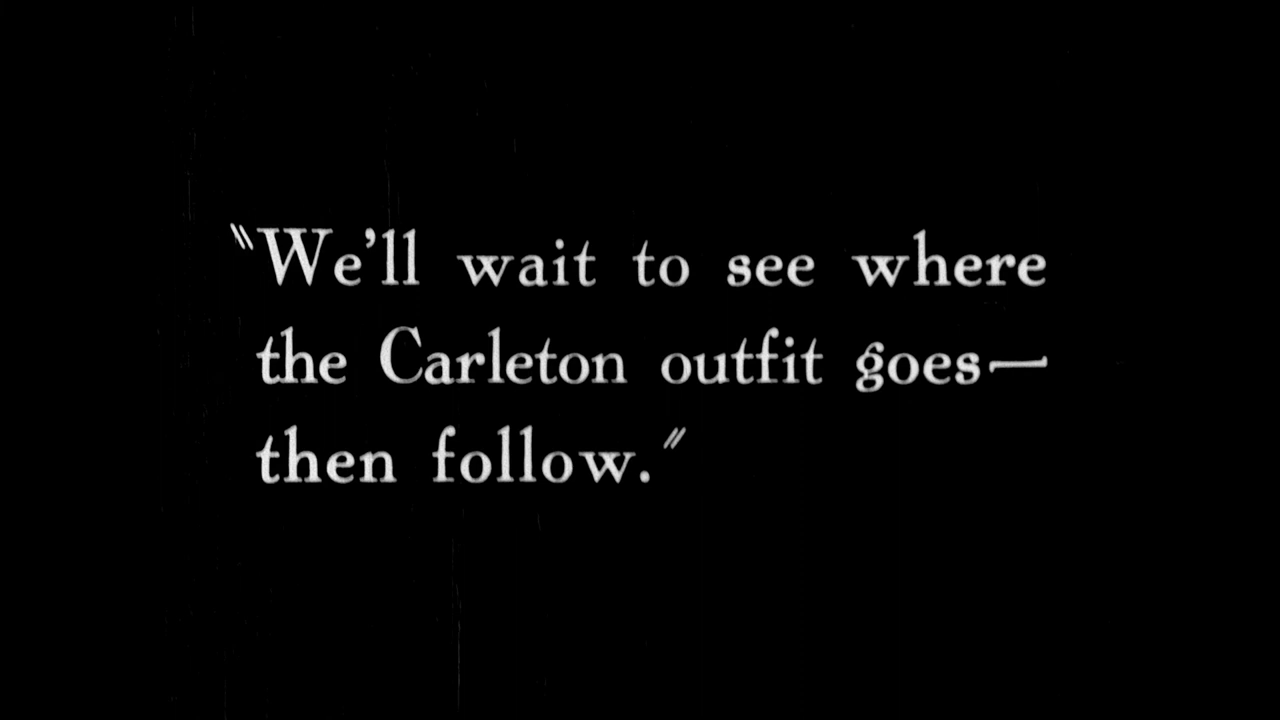 "We'll wait to see where
the Carleton outfit goes—
then follow."